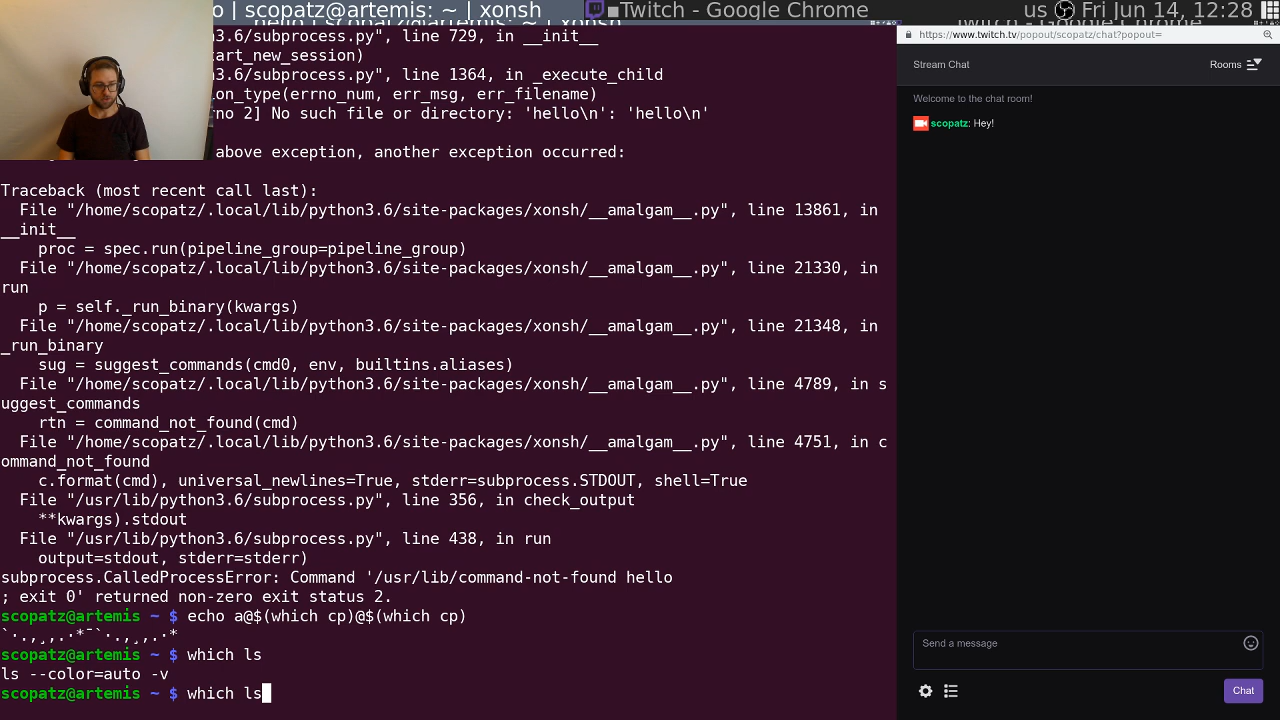 o | scopatz@artemis: ~ | xonsh
Twitch - Google Chrome
us
Fri Jun 14, 12:28
n3.6/subprocess.py", line 729, in __init__
art_new_session)
n3.6/subprocess.py", line 1364, in _execute_child
on_type(errno_num, err_msg, err_filename)
rno 2] No such file or directory: 'hello\n': 'hello\n'
above exception, another exception occurred:
Traceback (most recent call last):
File "/home/scopatz/.local/lib/python3.6/site-packages/xonsh/__amalgam__.py", line 13861, in
__init__
proc = spec.run(pipeline_group=pipeline_group)
File "/home/scopatz/.local/lib/python3.6/site-packages/xonsh/__amalgam__.py", line 21330, in
run
p = self._run_binary(kwargs)
File "/home/scopatz/.local/lib/python3.6/site-packages/xonsh/__amalgam__.py", line 21348, in
_run_binary
sug = suggest_commands(cmd0, env, builtins.aliases)
File "/home/scopatz/.local/lib/python3.6/site-packages/xonsh/__amalgam__.py", line 4789, in s
uggest_commands
rtn = command_not_found(cmd)
File "/home/scopatz/.local/lib/python3.6/site-packages/xonsh/__amalgam__.py", line 4751, in c
ommand_not_found
c.format(cmd), universal_newlines=True, stderr=subprocess.STDOUT, shell=True
File "/usr/lib/python3.6/subprocess.py", line 356, in check_output
**kwargs).stdout
File "/usr/lib/python3.6/subprocess.py", line 438, in run
output=stdout, stderr=stderr)
subprocess.CalledProcessError: Command '/usr/lib/command-not-found hello
; exit 0' returned non-zero exit status 2.
scopatz@artemis ~ $ echo a@$(which cp)@$(which cp)
scopatz@artemis ~ $ which ls
ls --color=auto -v
scopatz@artemis ~ $ which ls
https://www.twitch.tv/popout/scopatz/chat?popout=
Stream Chat
Rooms
Welcome to the chat room!
scopatz: Hey!
Send a message
Chat